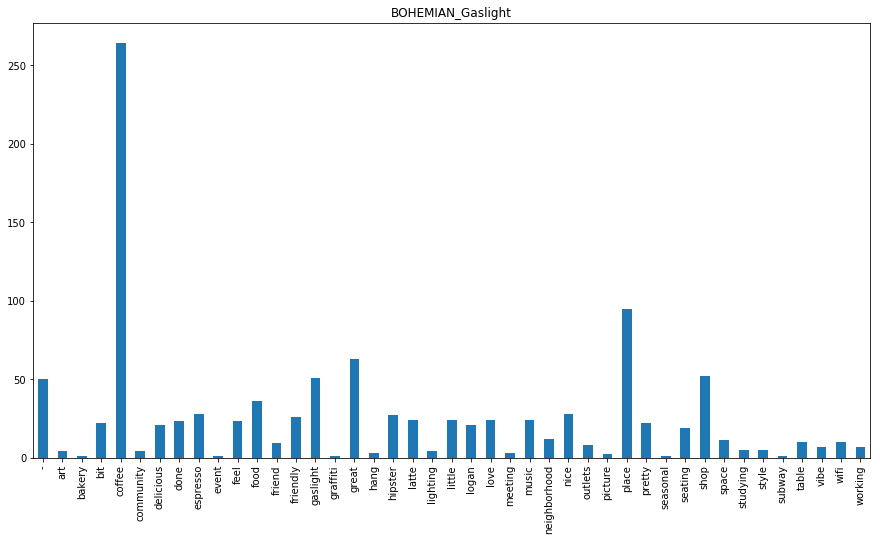 BOHEMIAN_Gaslight
250
200
150
100
50
0
-
art
bakery
bit
coffee
community
delicious
done
espresso
event
feel
food
friend
friendly
gaslight
graffiti
great
hang
hipster
latte
lighting
little
logan
love
meeting
music
neighborhood
nice
outlets
picture
place
pretty
seasonal
seating
shop
space
studying
style
subway
table
vibe
wifi
working